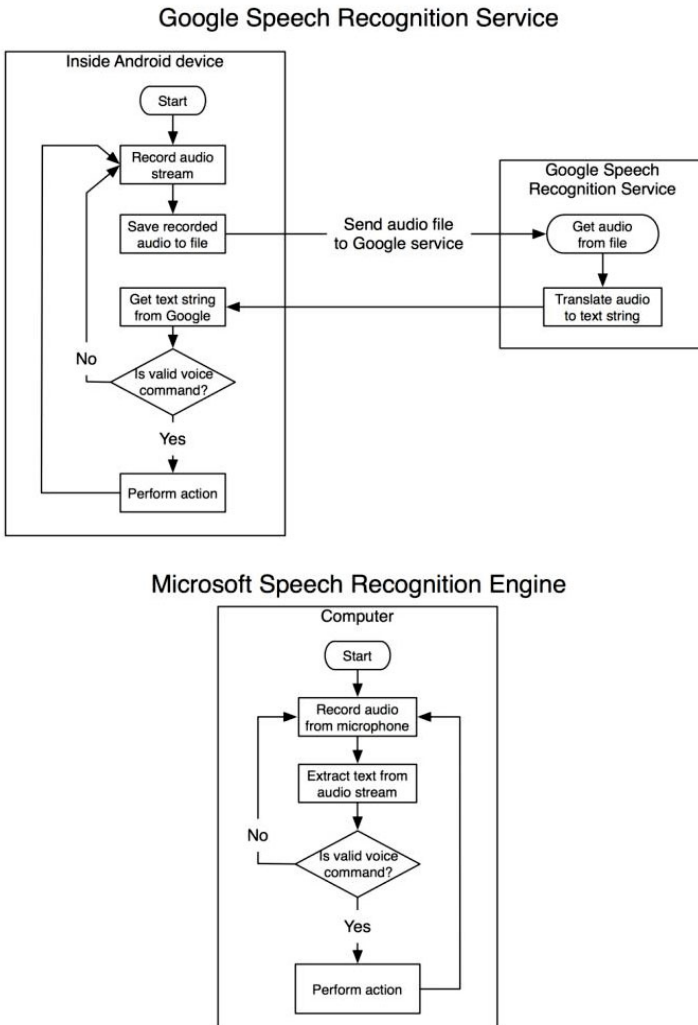 Google Speech Recognition Service
Inside Android device
Start
Record audio
stream
Save recorded
audio to file
Send audio file
to Google service
Google Speech
Recognition Service
Get audio
from file
Translate audio
to text string
Get text string
from Google
No
Is valid voice
command?
Yes
Perform action
Microsoft Speech Recognition Engine
Computer
Start
Record audio
from microphone
Extract text from
audio stream
No
Is valid voice
command?
Yes
Perform action